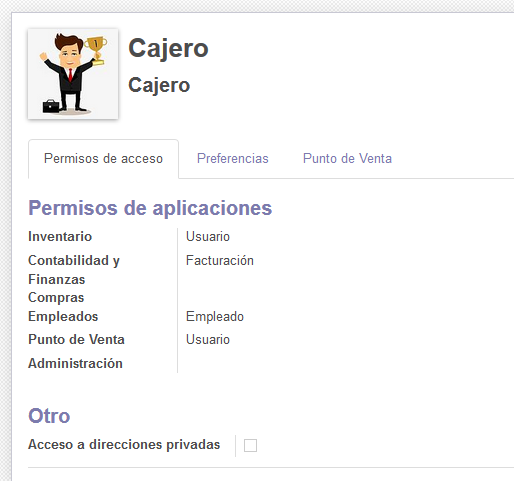 Cajero
Cajero
Permisos de acceso Preferencias Punto de Venta
Permisos de aplicaciones
Inventario Usuario
Contabilidad y Facturación
Finanzas
Compras
Empleados Empleado
Punto de Venta Usuario
Administración
Otro
Acceso a direcciones privadas